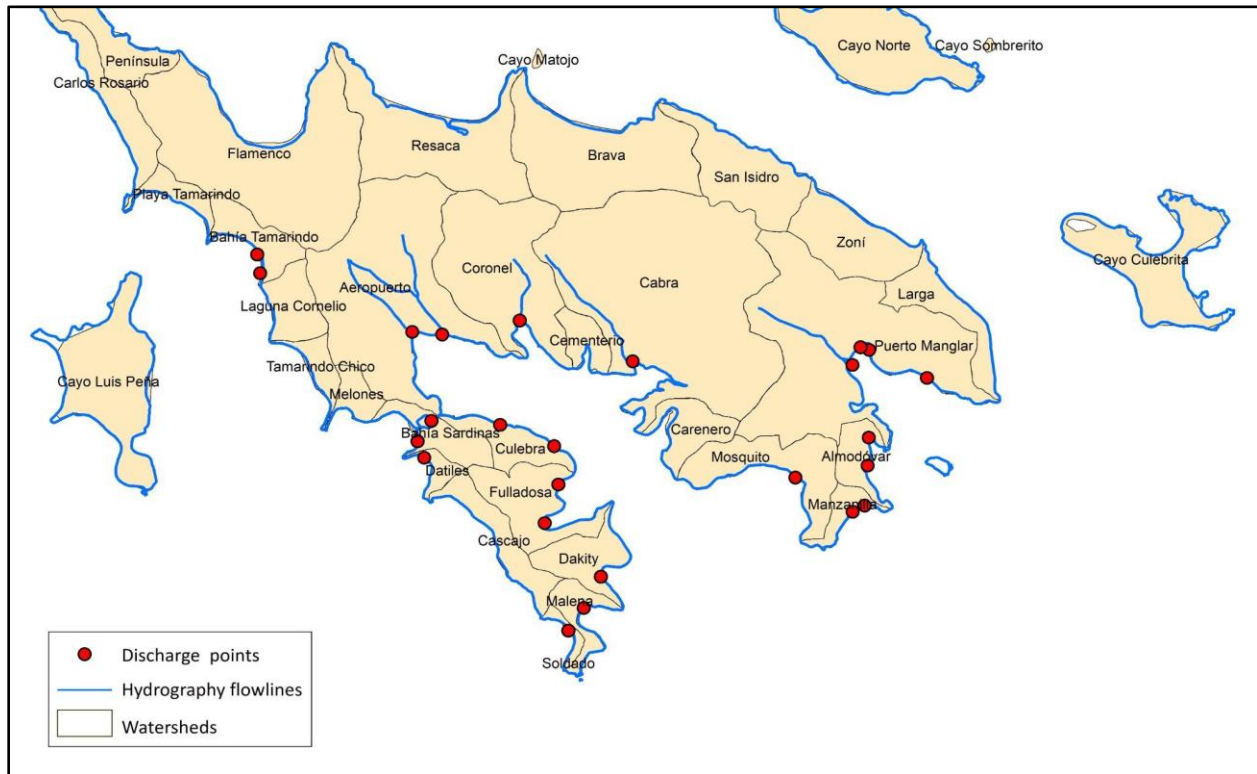 Península
Carlos Rosario
Cayo Matojo
Cayo Norte
Cayo Sombrerito
Flamenco
Resaca
Brava
San Isidro
Playa Tamarindo
Bahía Tamarindo
Zoní
Coronel
Cabra
Cayo Culebrita
Aeropuerto
Larga
Laguna Cornelio
Cementerio
Puerto Manglar
Tamarindo Chico
Cayo Luis Peña
Melones
Bahía Sardinas
Carenero
Culebra
Mosquito
Almodóvar
Datiles
Fulladosa
Manzanilla
Cascajo
Dakity
Malena
Soldado
Discharge points
Hydrography flowlines
Watersheds